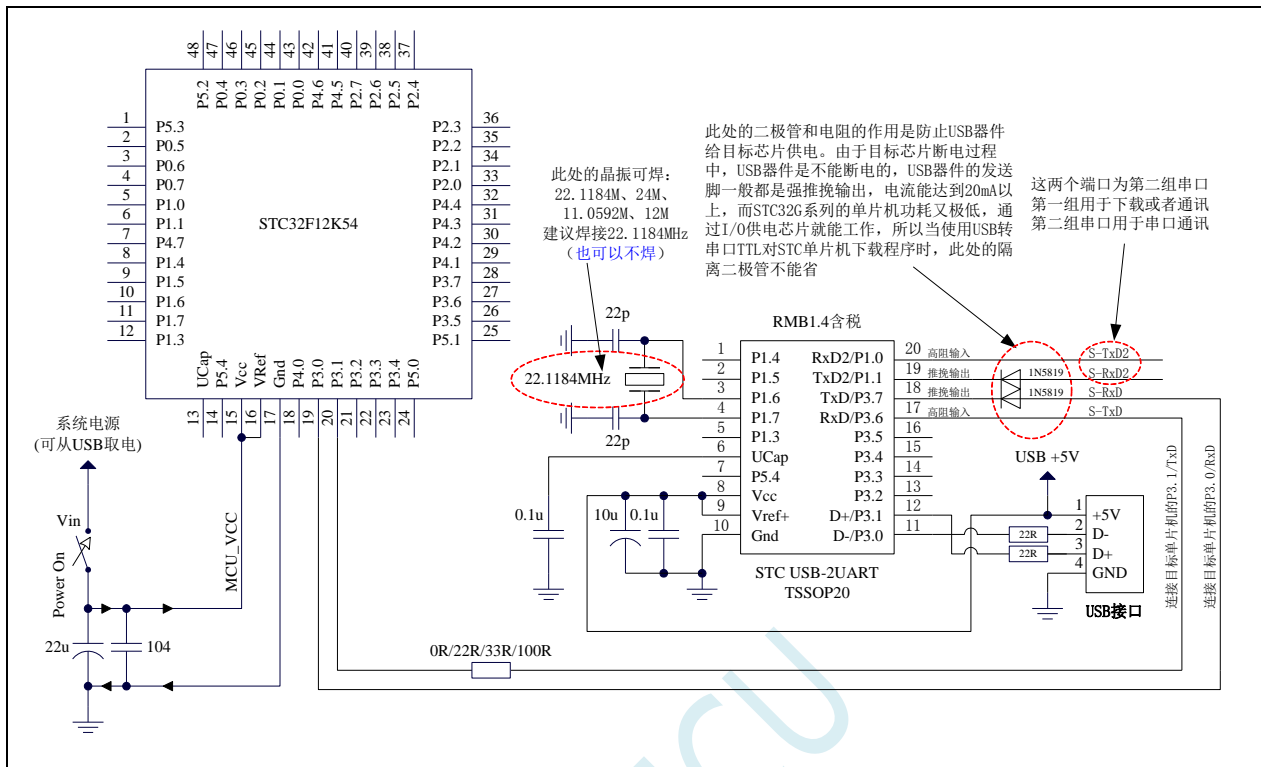 48
47
46
45
44
43
42
41
40
39
38
37
P5.2
P0.4
P0.3
P0.2
P0.1
P0.0
P4.6
P4.5
P2.7
P2.6
P2.5
P2.4
1 P5.3
2 P0.5
3 P0.6
4 P0.7
5 P1.0
6 P1.1
7 P4.7
8 P1.4
9 P1.5
10 P1.6
11 P1.7
12 P1.3
STC32F12K54
P2.3 36
P2.2 35
P2.1 34
P2.0 33
P4.4 32
P4.3 31
P4.2 30
P4.1 29
P3.7 28
P3.6 27
P3.5 26
P5.1 25
UCap
P5.4
Vcc
VRef
Gnd
P4.0
P3.0
P3.1
P3.2
P3.3
P3.4
P5.0
13
14
15
16
17
18
19
20
21
22
23
24
此处的晶振可焊：
22.1184M、24M、
11.0592M、12M
建议焊接22.1184MHz
（也可以不焊）
此处的二极管和电阻的作用是防止USB器件
给目标芯片供电。由于目标芯片断电过程
中，USB器件是不能断电的，USB器件的发送
脚一般都是强推挽输出，电流能达到20mA以
上，而STC32G系列的单片机功耗又极低，通
过I/O供电芯片就能工作，所以当使用USB转
串口TTL对STC单片机下载程序时，此处的隔
离二极管不能省
这两个端口为第二组串口
第一组用于下载或者通讯
第二组串口用于串口通讯
22p
22.1184MHz
22p
RMB1.4含税
1 P1.4
2 P1.5
3 P1.6
4 P1.7
5 P1.3
6 UCap
7 P5.4
8 Vcc
9 Vref+
10 Gnd
RxD2/P1.0 20 高阻输入 S-TxD2
TxD2/P1.1 19 推挽输出 1N5819 S-RxD2
TxD/P3.7 18 推挽输出 1N5819 S-RxD
RxD/P3.6 17 高阻输入 S-TxD
P3.5 16
P3.4 15
P3.3 14
P3.2 13
D+/P3.1 12
D-/P3.0 11
STC USB-2UART
TSSOP20
系统电源
(可从USB取电)
Vin
Power On
MCU_VCC
22u
104
0.1u
10u
0.1u
0R/22R/33R/100R
USB +5V
22R
22R
1 +5V
2 D-
3 D+
4 GND
USB接口
连接目标单片机的P3.1/TxD
连接目标单片机的P3.0/RxD